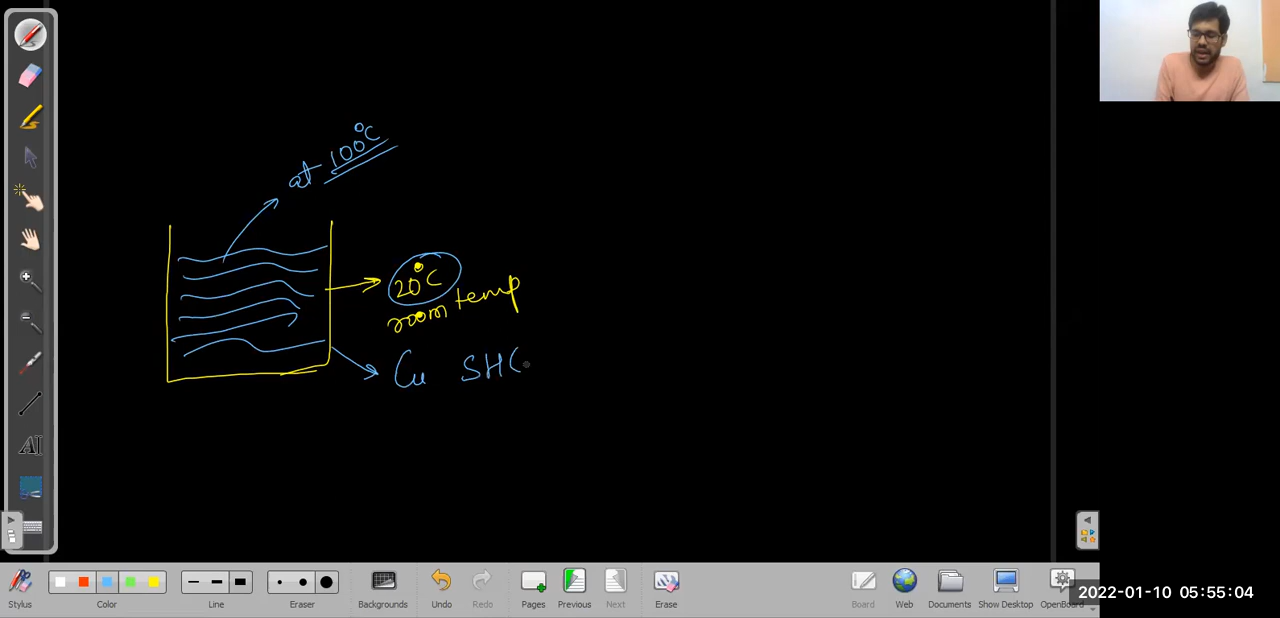 at 100°C
20°C
room temp
Cu SHC
Stylus
Color
Line
Eraser
Backgrounds
Undo
Redo
Pages
Previous
Next
Erase
Board
Web
Documents
Show Desktop
OpenBoard
2022-01-10 05:55:04